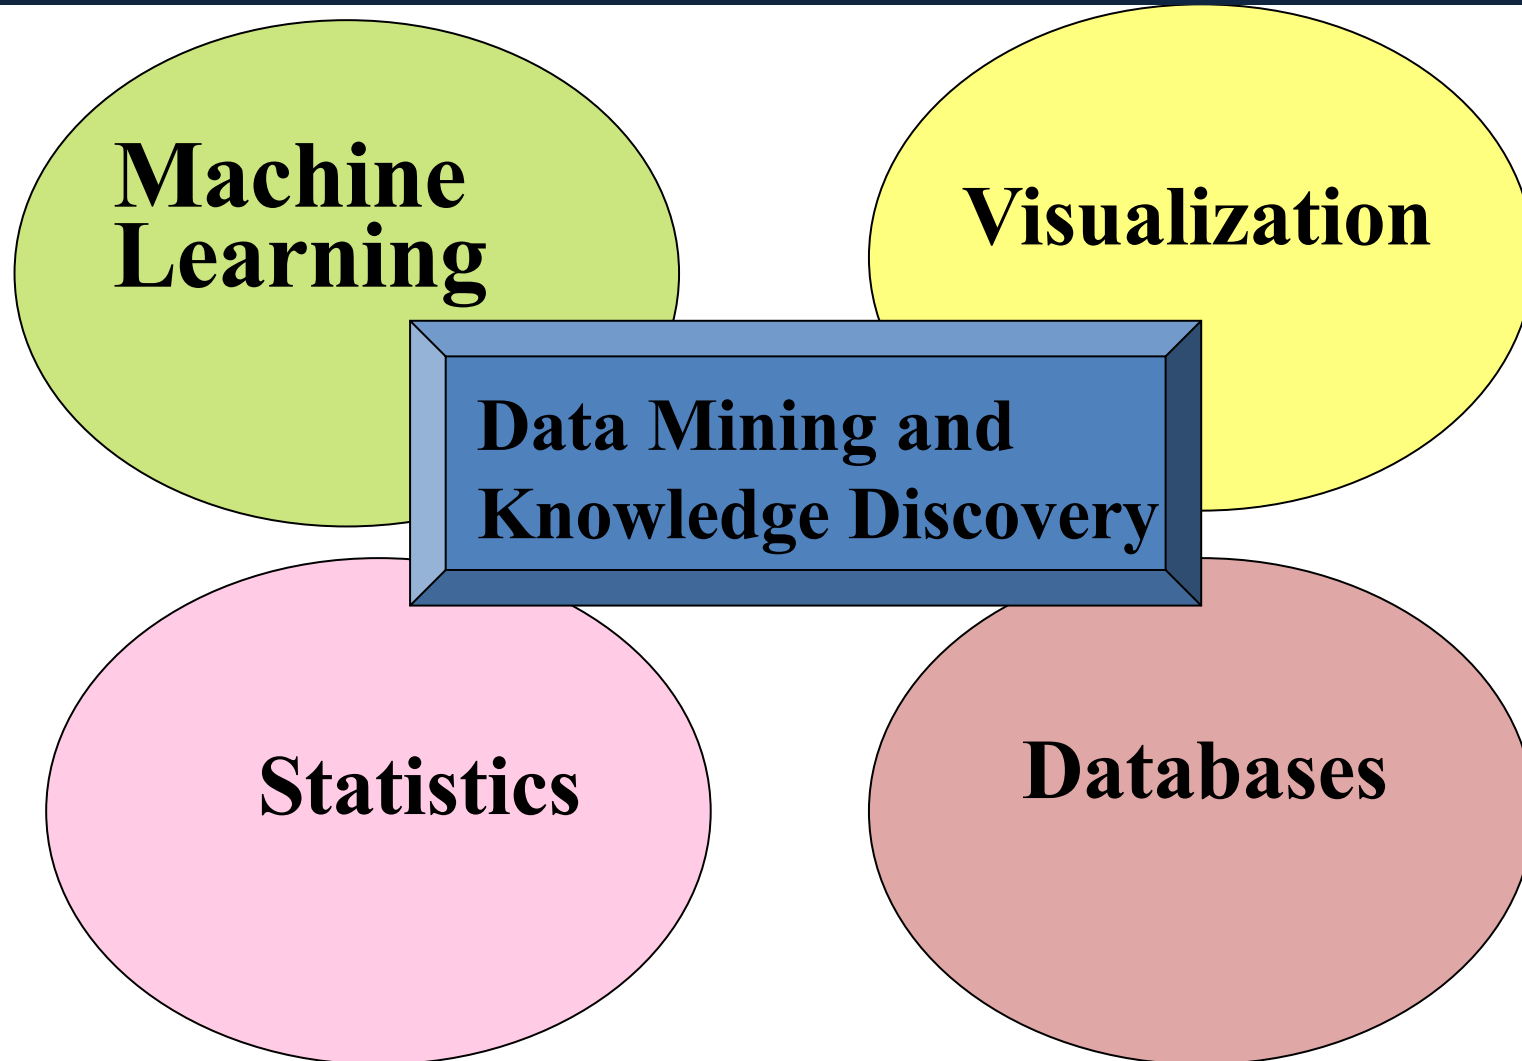 Machine
Learning
Visualization
Data Mining and
Knowledge Discovery
Statistics
Databases